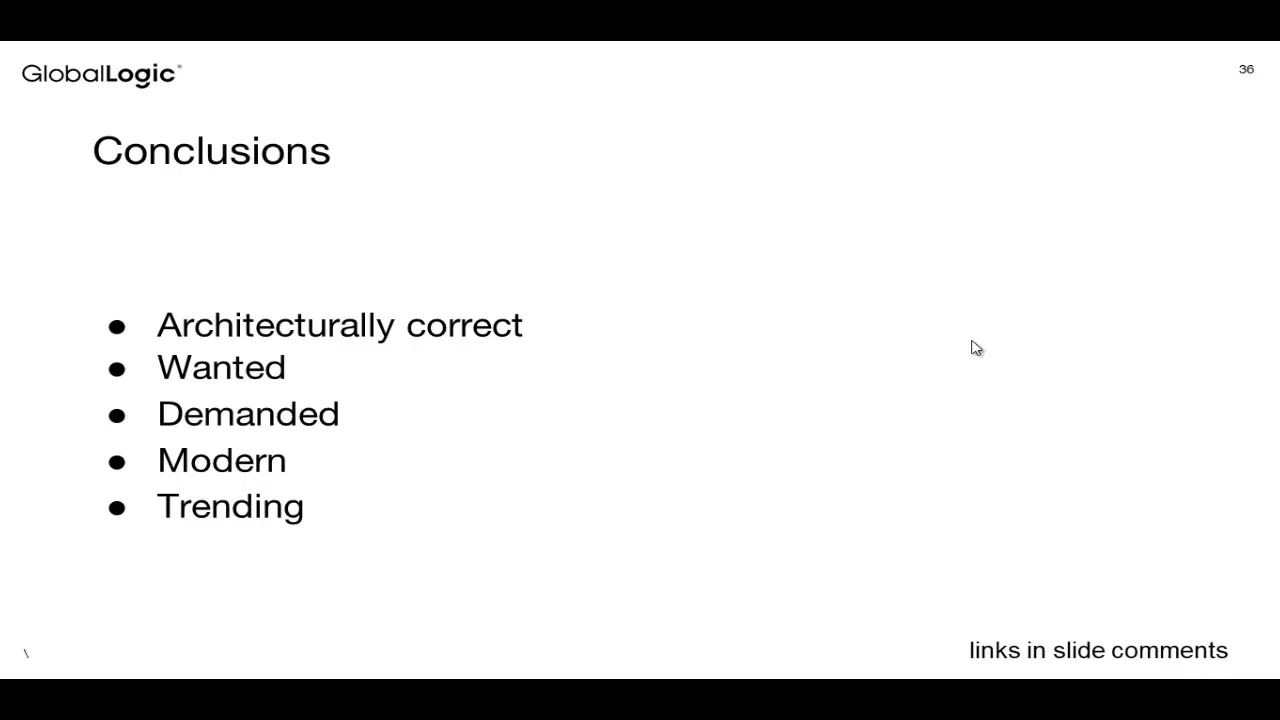 GlobalLogic®
36
Conclusions
● Architecturally correct
● Wanted
● Demanded
● Modern
● Trending
\
links in slide comments